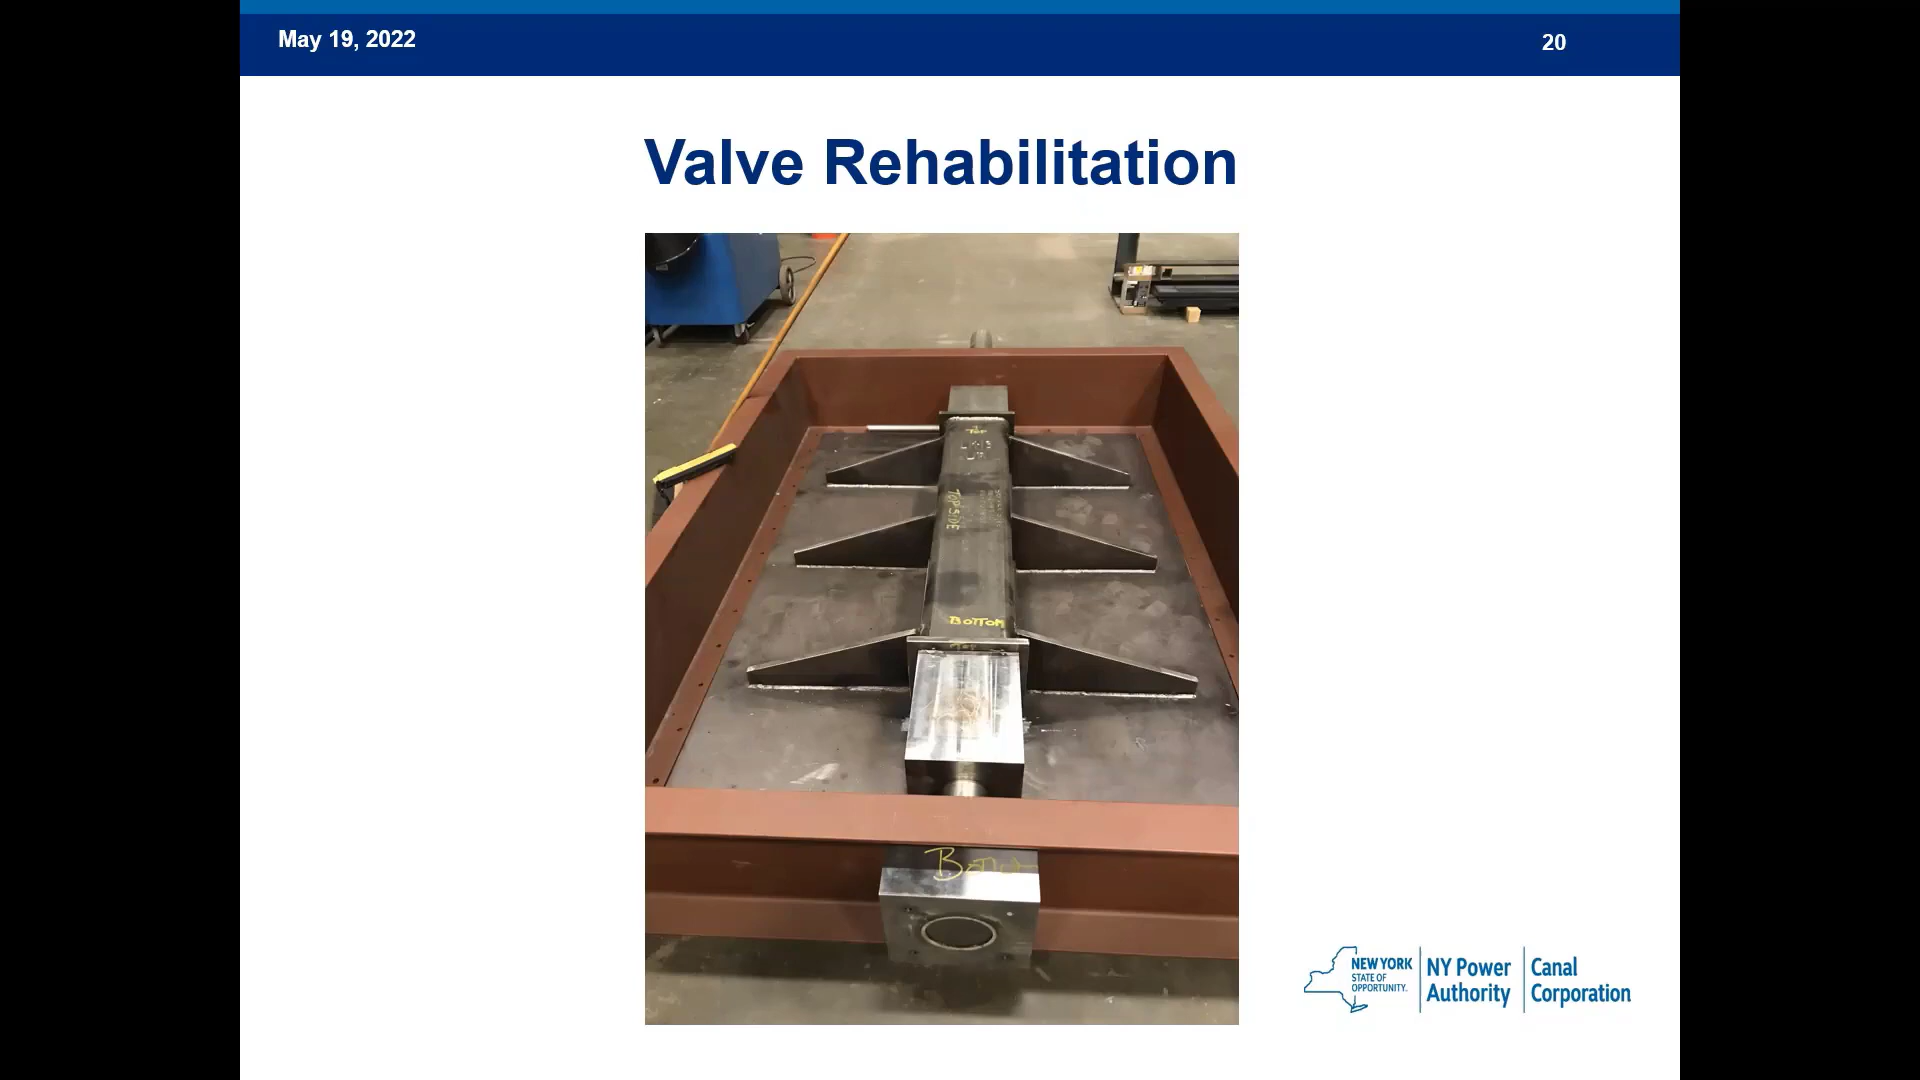 May 19, 2022
20
Valve Rehabilitation
Top
TOPSIDE
BOTTOM
Top
NEW YORK
STATE OF
OPPORTUNITY.
NY Power
Authority
Canal
Corporation